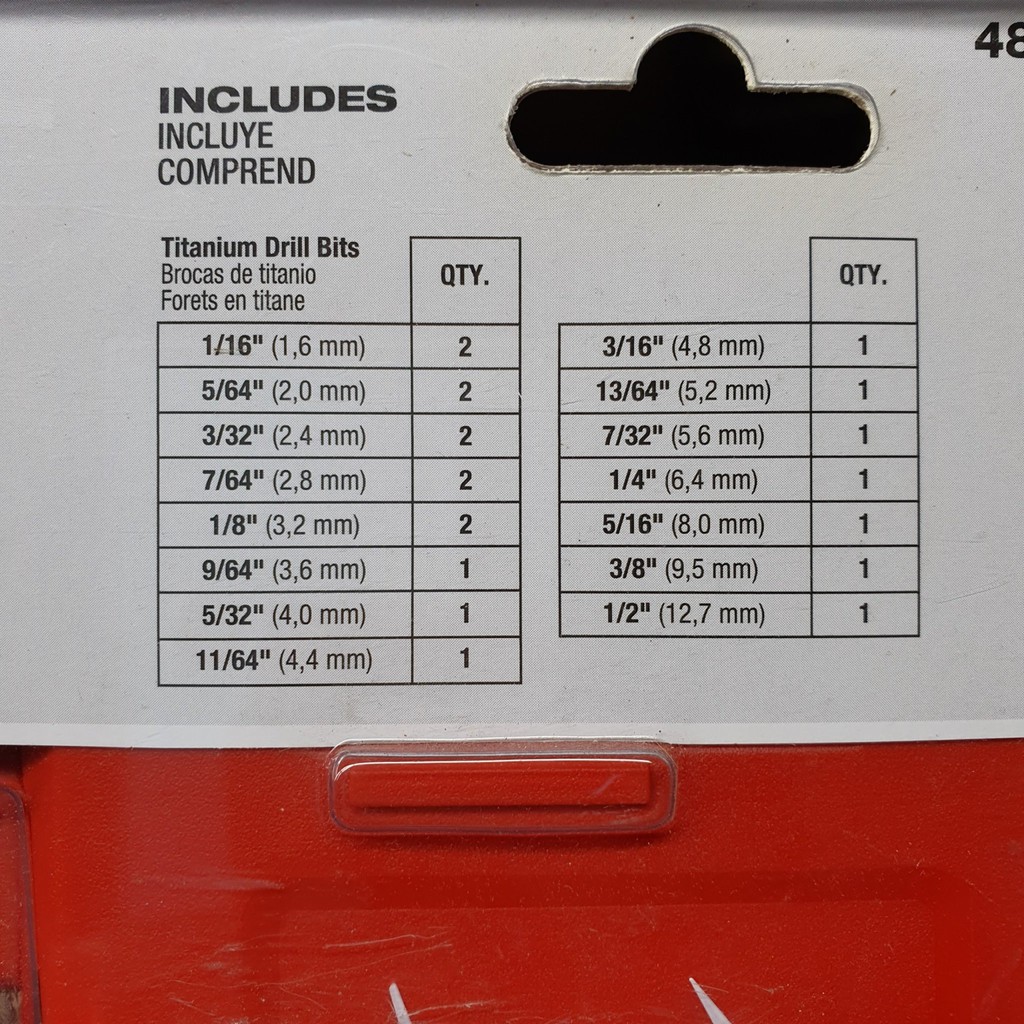 48
INCLUDES
INCLUYE
COMPREND
Titanium Drill Bits
Brocas de titanio
Forets en titane
QTY.
1/16" (1,6 mm) 2
5/64" (2,0 mm) 2
3/32" (2,4 mm) 2
7/64" (2,8 mm) 2
1/8" (3,2 mm) 2
9/64" (3,6 mm) 1
5/32" (4,0 mm) 1
11/64" (4,4 mm) 1
QTY.
3/16" (4,8 mm) 1
13/64" (5,2 mm) 1
7/32" (5,6 mm) 1
1/4" (6,4 mm) 1
5/16" (8,0 mm) 1
3/8" (9,5 mm) 1
1/2" (12,7 mm) 1